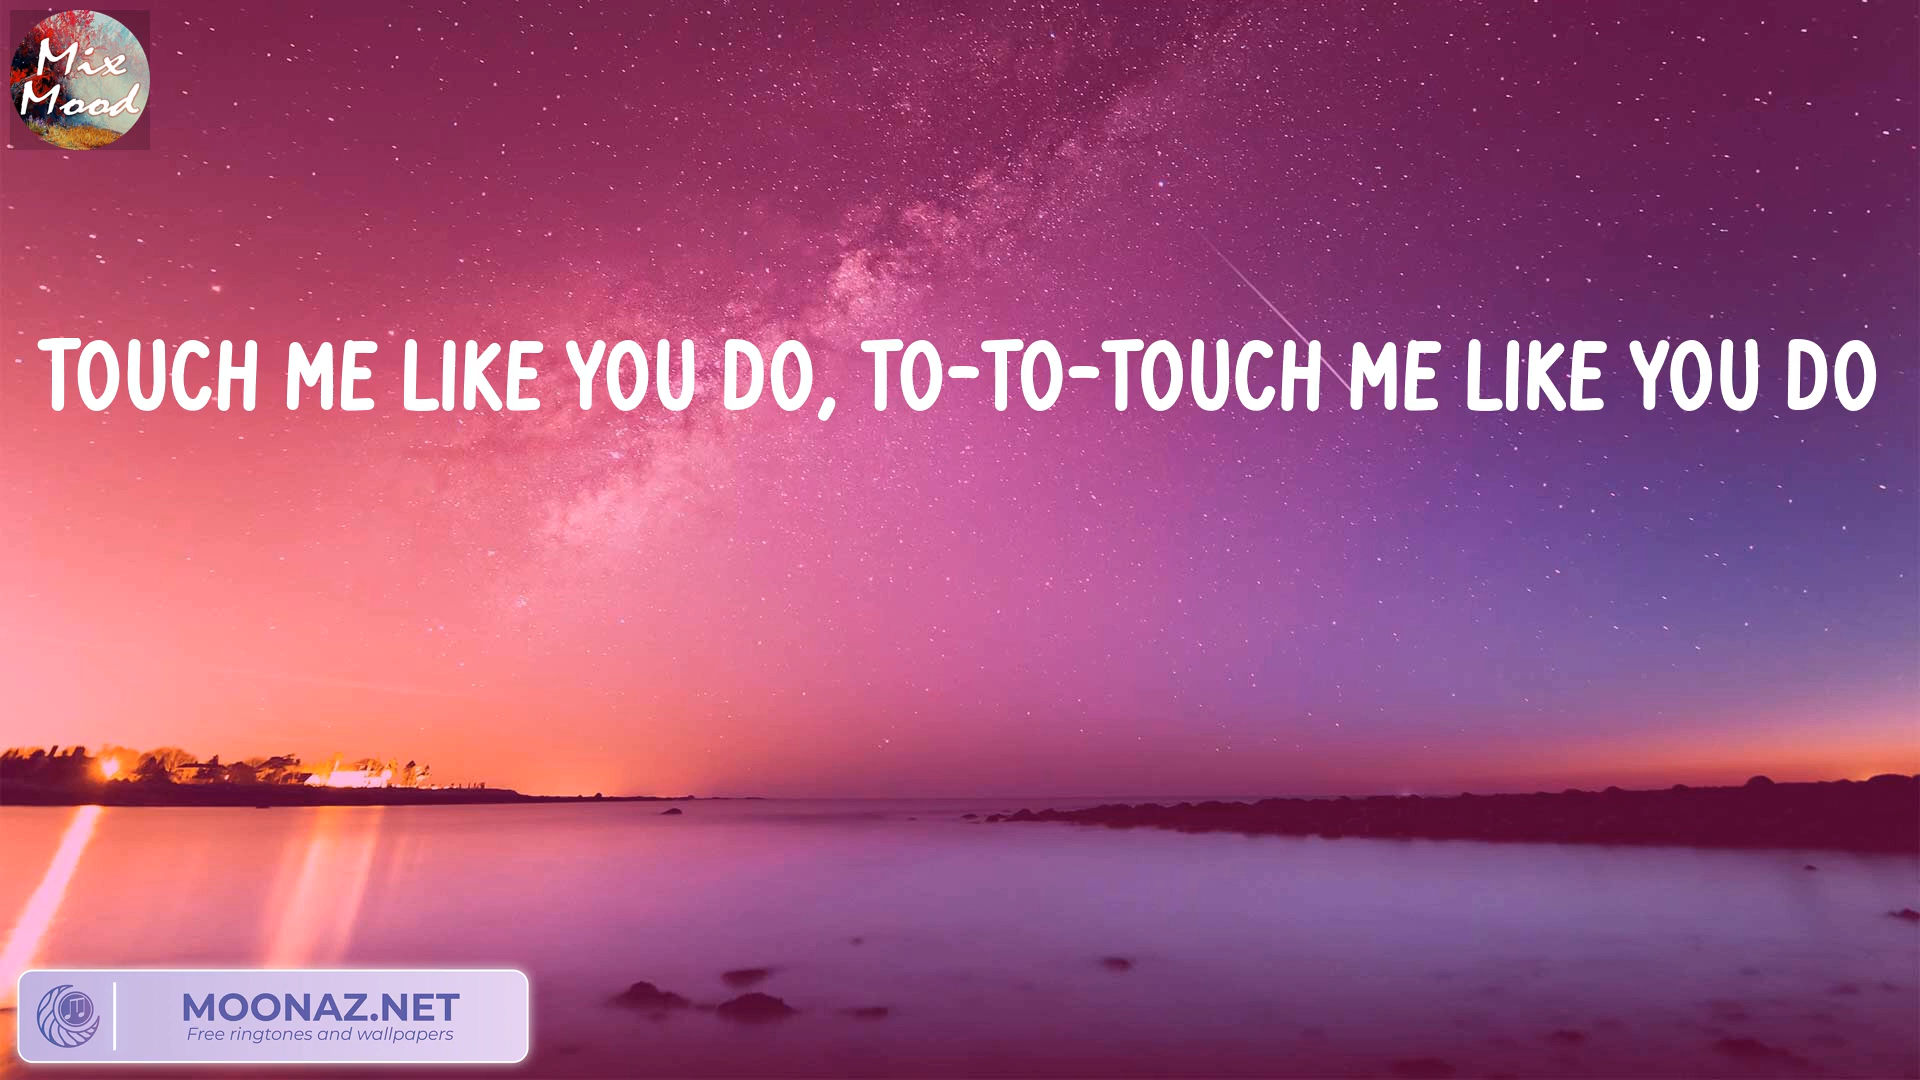 Mix
Mood
TOUCH ME LIKE YOU DO, TO-TO-TOUCH ME LIKE YOU DO
MOONAZ.NET
Free ringtones and wallpapers